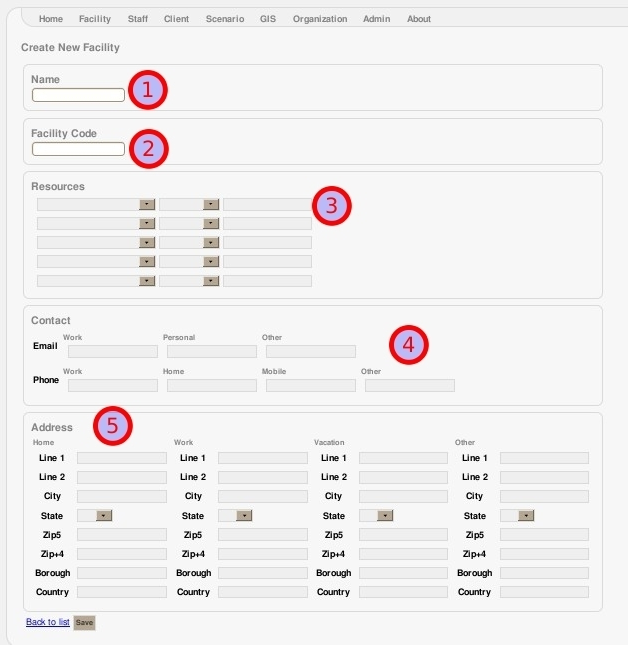 Home Facility Staff Client Scenario GIS Organization Admin About
Create New Facility
Name
1
Facility Code
2
Resources
3
Contact
4
Work Personal Other
Email
Work Home Mobile Other
Phone
Address
5
Home Work Vacation Other
Line 1 Line 1 Line 1 Line 1
Line 2 Line 2 Line 2 Line 2
City City City City
State State State State
Zip5 Zip5 Zip5 Zip5
Zip+4 Zip+4 Zip+4 Zip+4
Borough Borough Borough Borough
Country Country Country Country
Back to list Save